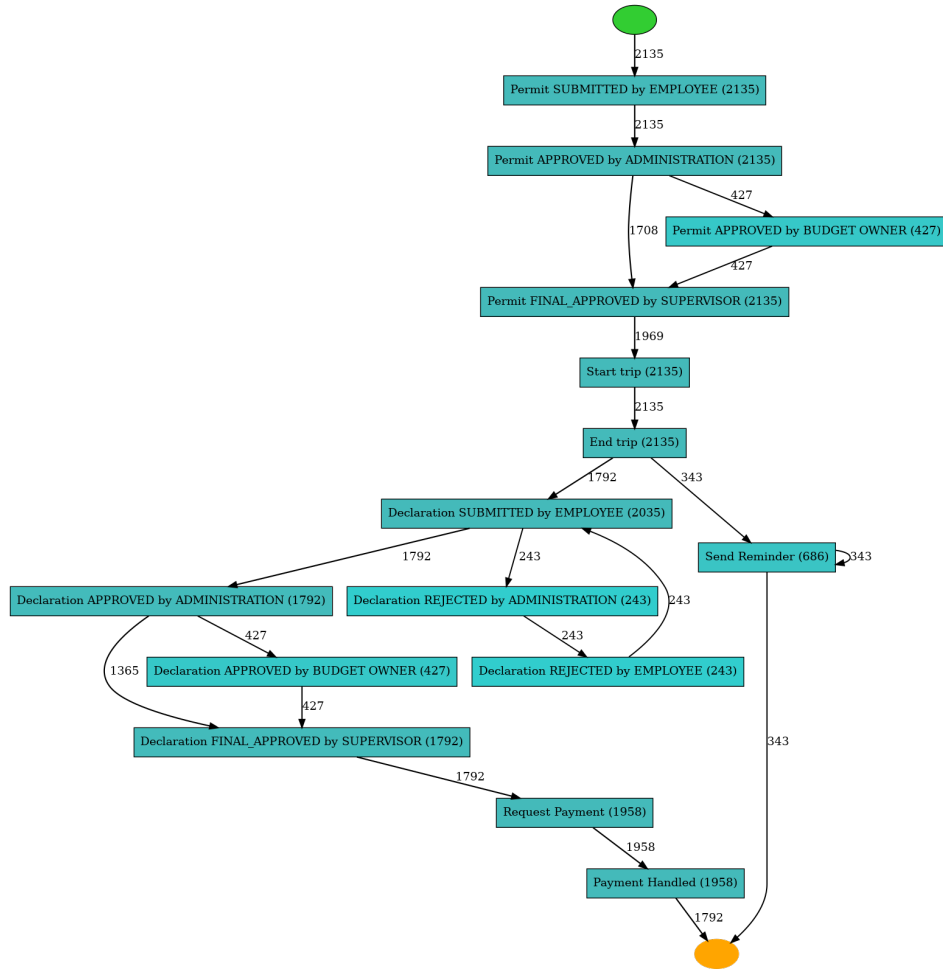 2135
Permit SUBMITTED by EMPLOYEE (2135)
2135
Permit APPROVED by ADMINISTRATION (2135)
427
1708
Permit APPROVED by BUDGET OWNER (427)
427
Permit FINAL_APPROVED by SUPERVISOR (2135)
1969
Start trip (2135)
2135
End trip (2135)
1792
343
Declaration SUBMITTED by EMPLOYEE (2035)
1792
243
Send Reminder (686)
343
Declaration APPROVED by ADMINISTRATION (1792)
Declaration REJECTED by ADMINISTRATION (243)
243
427
243
1365
Declaration APPROVED by BUDGET OWNER (427)
Declaration REJECTED by EMPLOYEE (243)
427
Declaration FINAL_APPROVED by SUPERVISOR (1792)
343
1792
Request Payment (1958)
1958
Payment Handled (1958)
1792